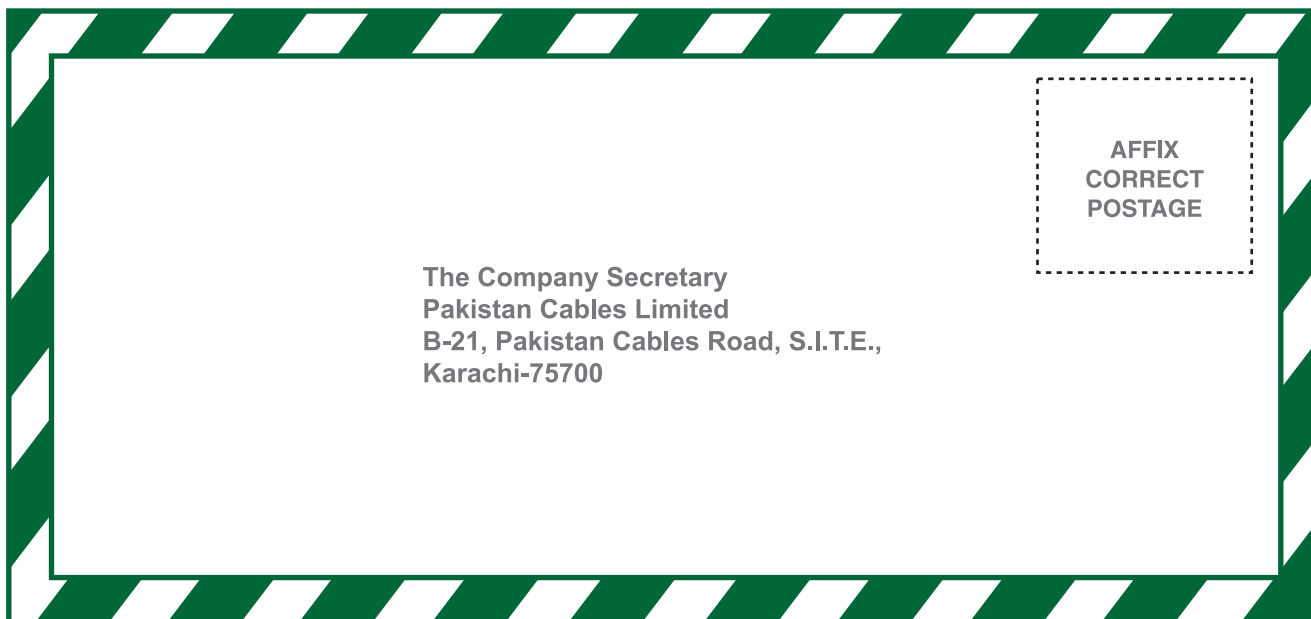 AFFIX
CORRECT
POSTAGE
The Company Secretary
Pakistan Cables Limited
B-21, Pakistan Cables Road, S.I.T.E.,
Karachi-75700